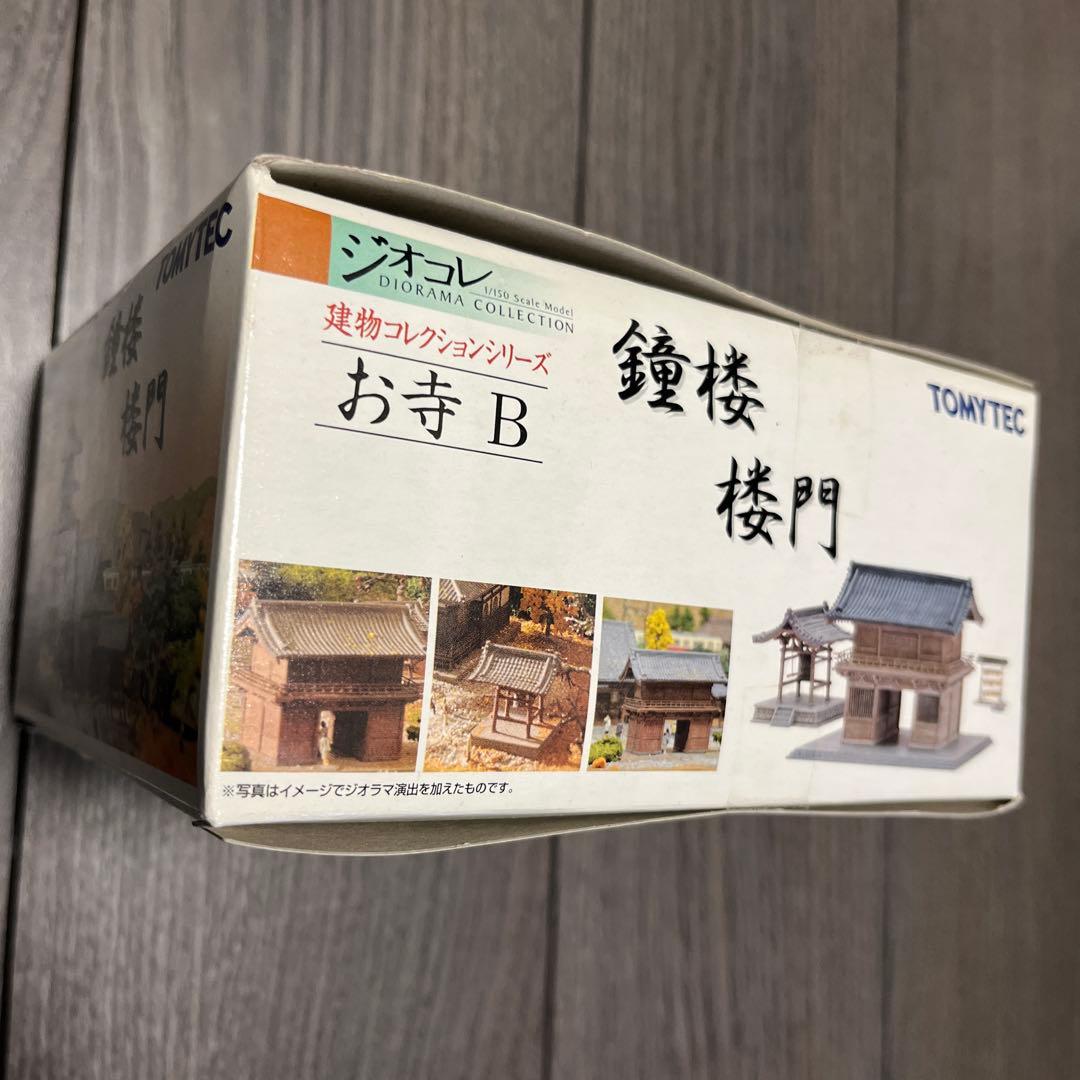 TOMYTEC
鐘楼
楼門
ジオコレ
1/150 Scale Model
DIORAMA COLLECTION
建物コレクションシリーズ
お寺 B
鐘楼
楼門
TOMYTEC
※写真はイメージでジオラマ演出を加えたものです。